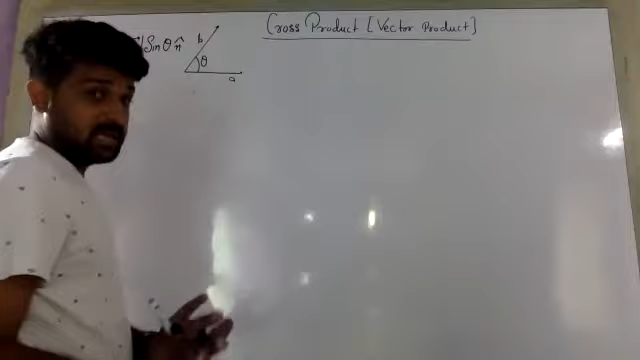 Cross Product [Vector Product]
|Sin θ n̂
b
θ
a